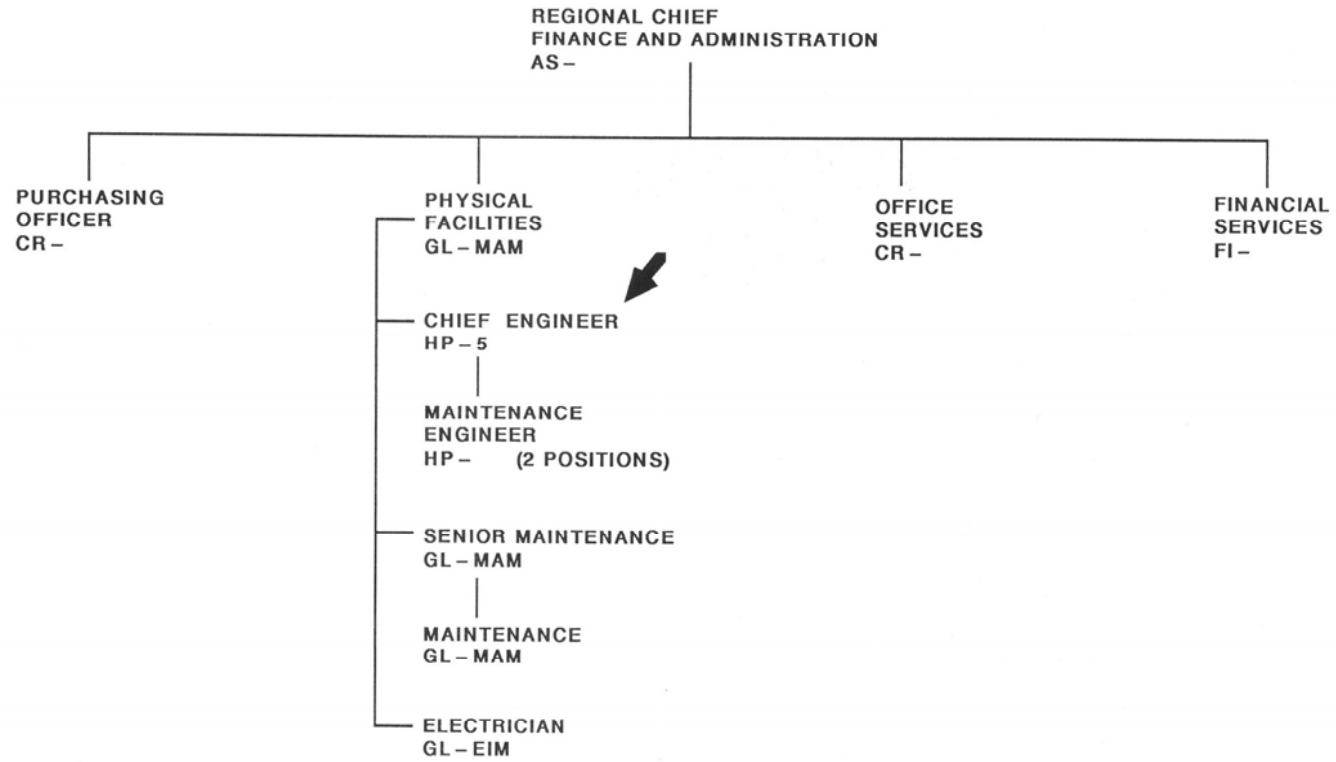 REGIONAL CHIEF
FINANCE AND ADMINISTRATION
AS –
PURCHASING
OFFICER
CR –
PHYSICAL
FACILITIES
GL – MAM
OFFICE
SERVICES
CR –
FINANCIAL
SERVICES
FI –
CHIEF ENGINEER
HP – 5
MAINTENANCE
ENGINEER
HP – (2 POSITIONS)
SENIOR MAINTENANCE
GL – MAM
MAINTENANCE
GL – MAM
ELECTRICIAN
GL – EIM